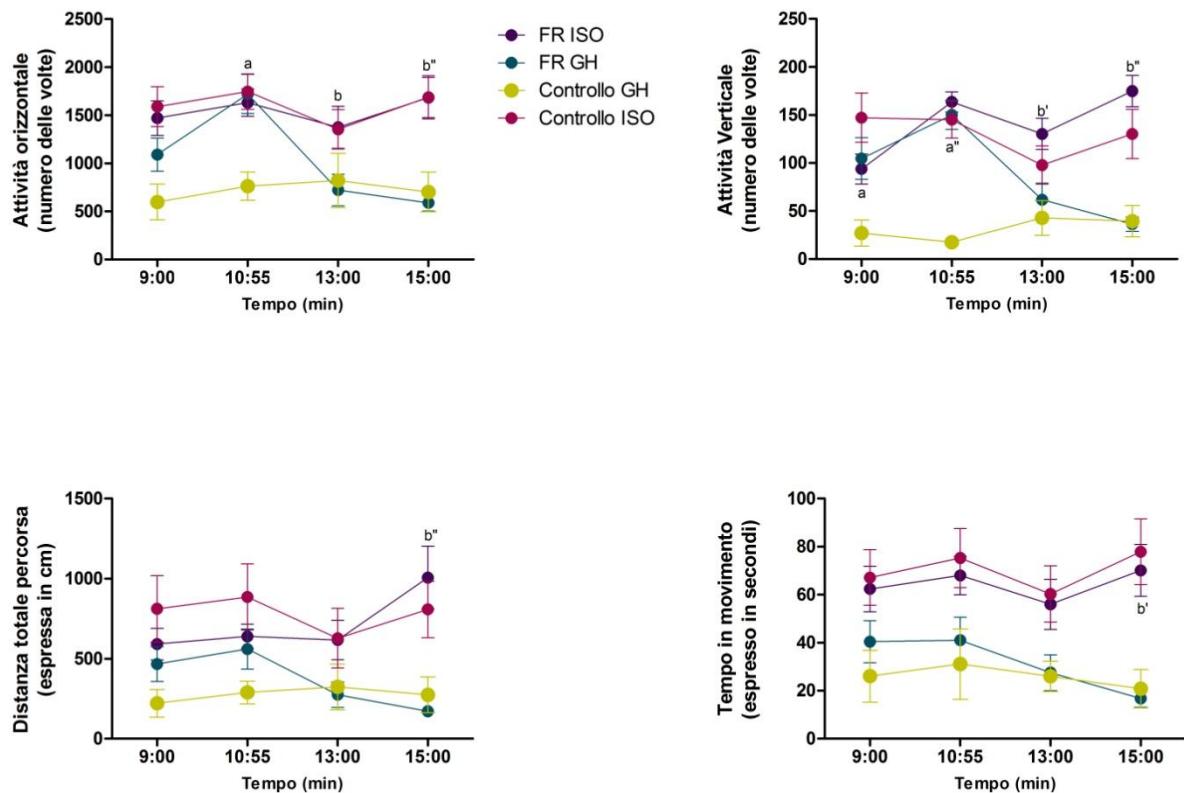 Attività orizzontale
(numero delle volte)
2500
2000
1500
1000
500
0
a
b
b"
9:00 10:55 13:00 15:00
Tempo (min)
FR ISO
FR GH
Controllo GH
Controllo ISO
Attività Verticale
(numero delle volte)
250
200
150
100
50
0
a
a"
b'
b"
9:00 10:55 13:00 15:00
Tempo (min)
Distanza totale percorsa
(espressa in cm)
1500
1000
500
0
b"
9:00 10:55 13:00 15:00
Tempo (min)
Tempo in movimento
(espresso in secondi)
100
80
60
40
20
0
b'
9:00 10:55 13:00 15:00
Tempo (min)